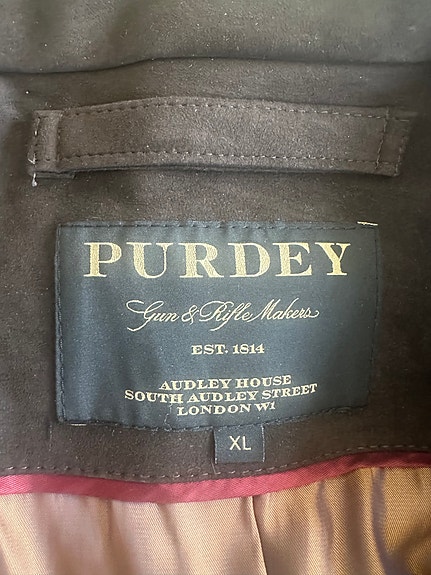 PURDEY
Gun & Rifle Makers
EST. 1814
AUDLEY HOUSE
SOUTH AUDLEY STREET
LONDON W1
XL